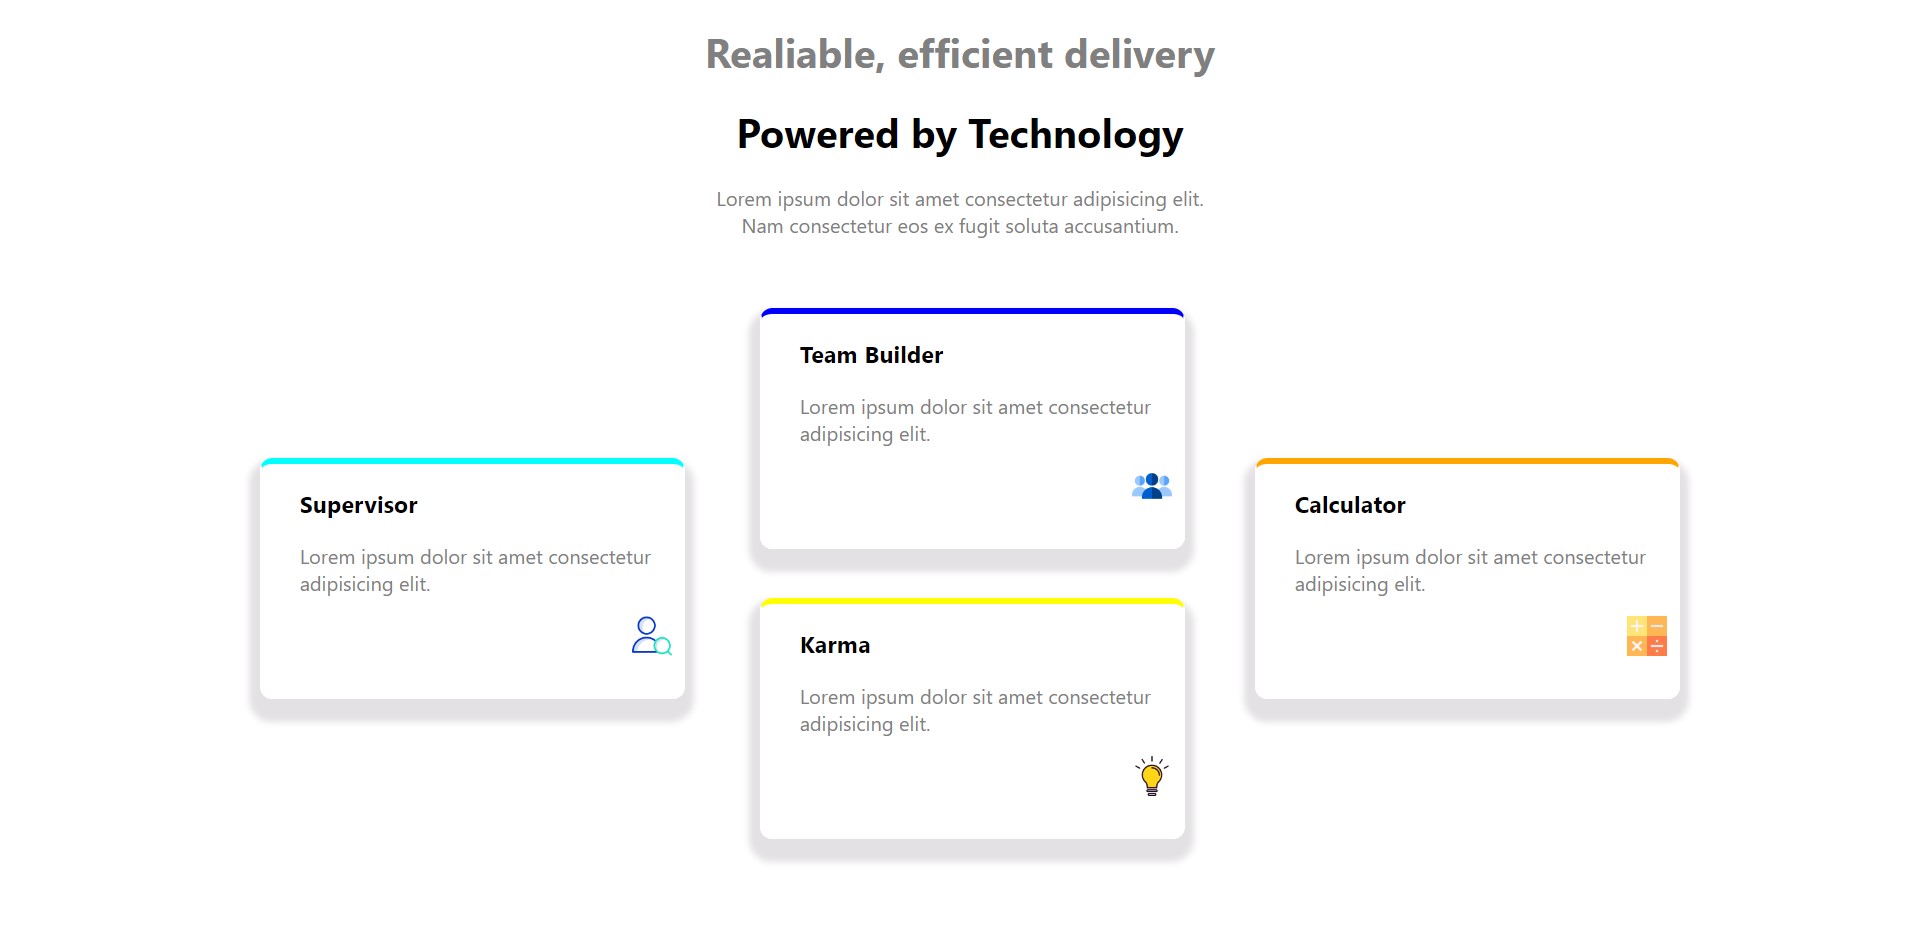 Realiable, efficient delivery
Powered by Technology
Lorem ipsum dolor sit amet consectetur adipisicing elit.
Nam consectetur eos ex fugit soluta accusantium.
Supervisor
Lorem ipsum dolor sit amet consectetur
adipisicing elit.
Team Builder
Lorem ipsum dolor sit amet consectetur
adipisicing elit.
Karma
Lorem ipsum dolor sit amet consectetur
adipisicing elit.
Calculator
Lorem ipsum dolor sit amet consectetur
adipisicing elit.